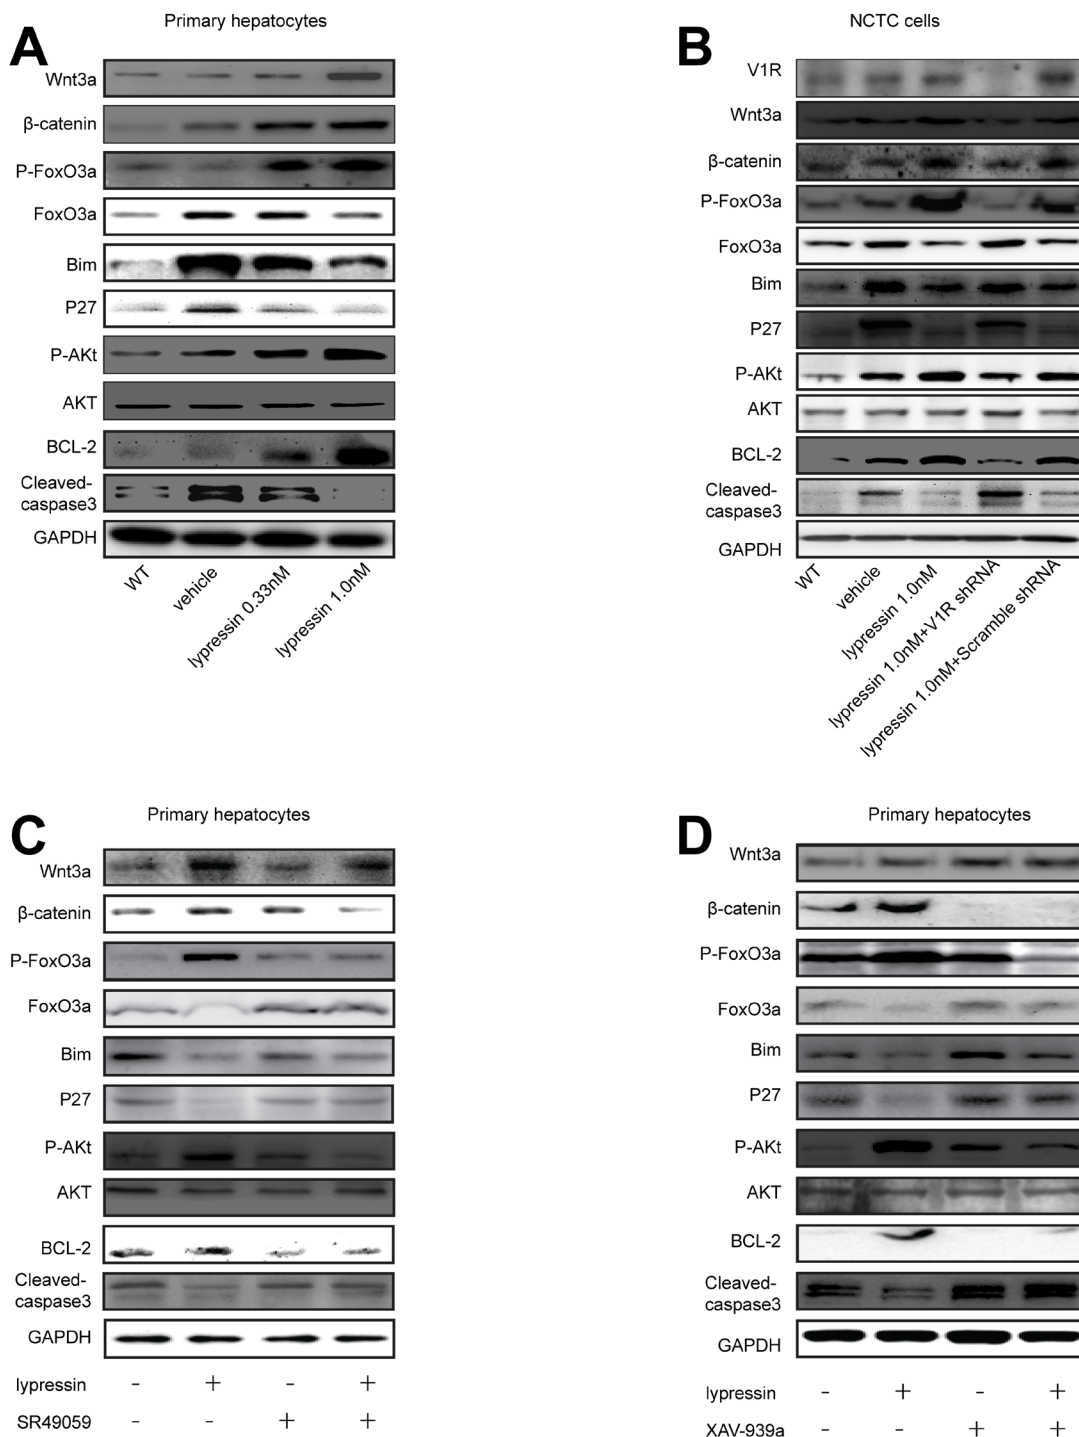 A
Primary hepatocytes
Wnt3a
β-catenin
P-FoxO3a
FoxO3a
Bim
P27
P-AKt
AKT
BCL-2
Cleaved-
caspase3
GAPDH
WT
vehicle
lypressin 0.33nM
lypressin 1.0nM
B
NCTC cells
V1R
Wnt3a
β-catenin
P-FoxO3a
FoxO3a
Bim
P27
P-AKt
AKT
BCL-2
Cleaved-
caspase3
GAPDH
WT
vehicle
lypressin 1.0nM
lypressin 1.0nM+V1R shRNA
lypressin 1.0nM+Scramble shRNA
C
Primary hepatocytes
Wnt3a
β-catenin
P-FoxO3a
FoxO3a
Bim
P27
P-AKt
AKT
BCL-2
Cleaved-
caspase3
GAPDH
lypressin - + - +
SR49059 - - + +
D
Primary hepatocytes
Wnt3a
β-catenin
P-FoxO3a
FoxO3a
Bim
P27
P-AKt
AKT
BCL-2
Cleaved-
caspase3
GAPDH
lypressin - + - +
XAV-939a - - + +